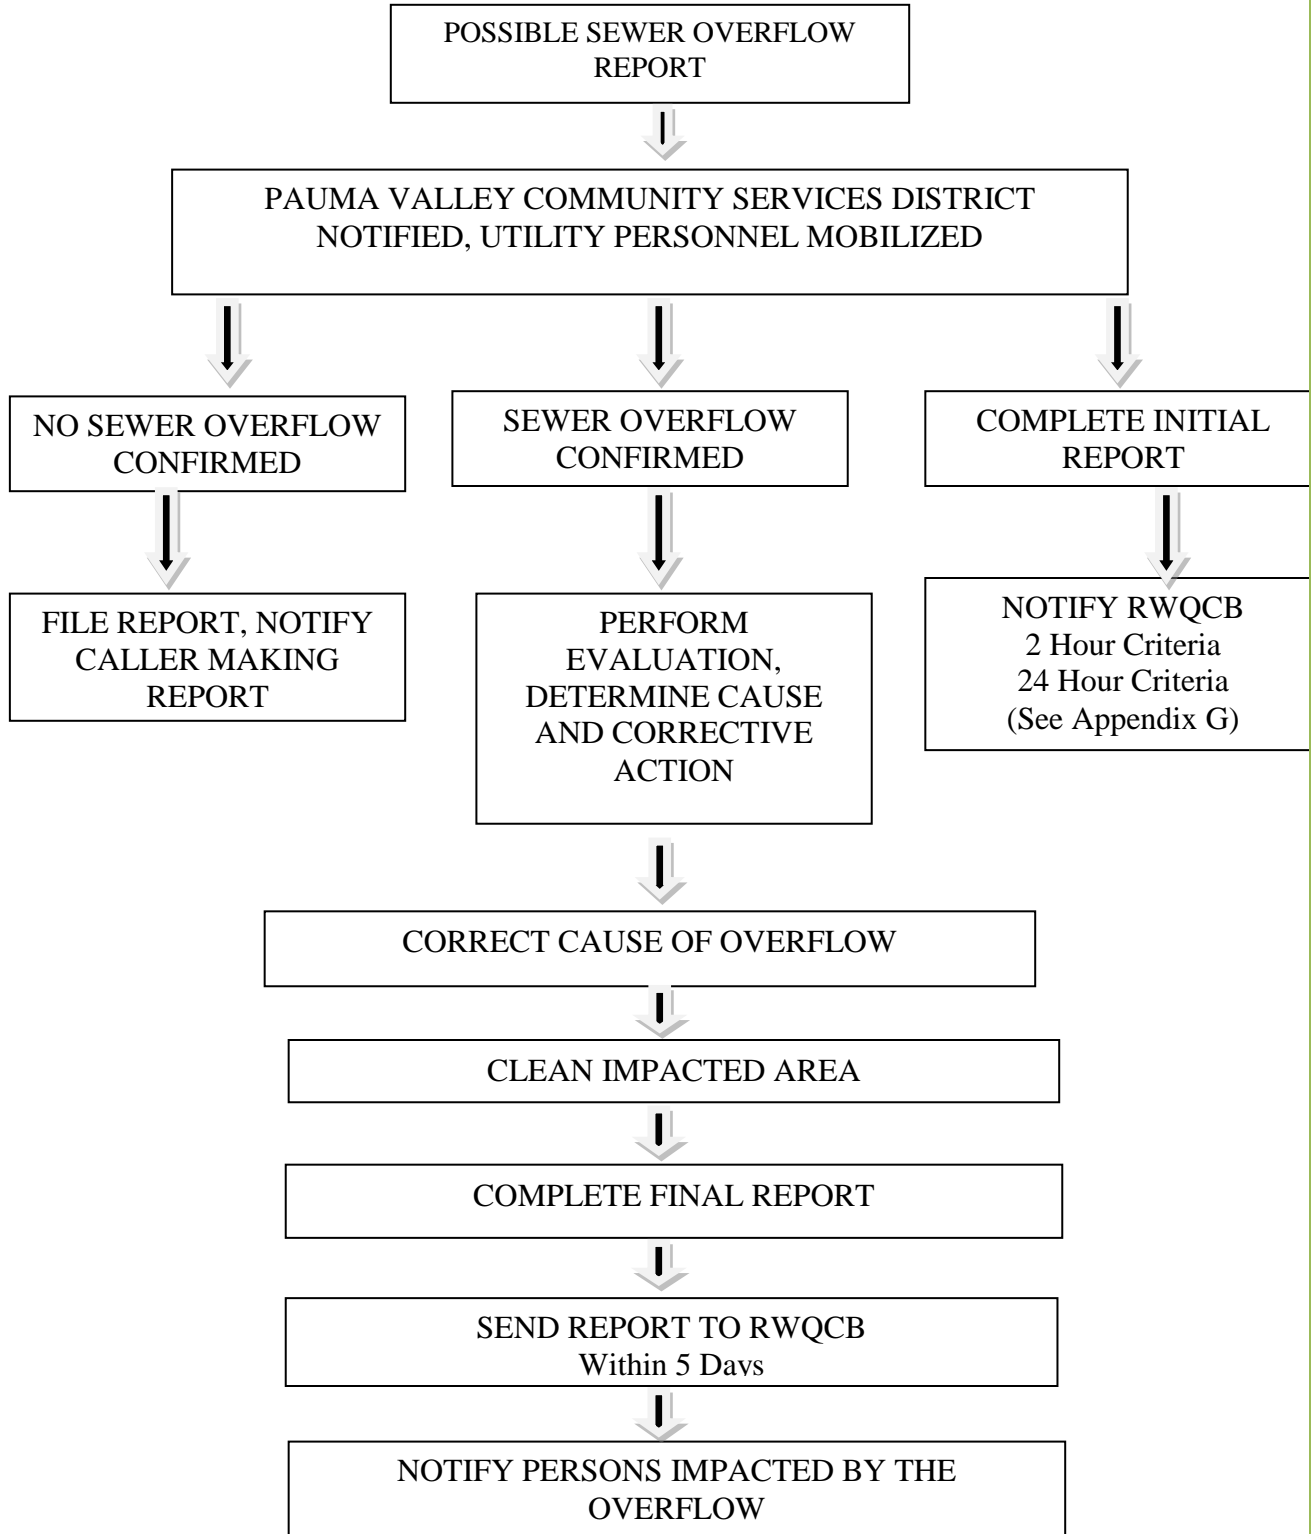 POSSIBLE SEWER OVERFLOW
REPORT
PAUMA VALLEY COMMUNITY SERVICES DISTRICT
NOTIFIED, UTILITY PERSONNEL MOBILIZED
NO SEWER OVERFLOW
CONFIRMED
SEWER OVERFLOW
CONFIRMED
COMPLETE INITIAL
REPORT
FILE REPORT, NOTIFY
CALLER MAKING
REPORT
PERFORM
EVALUATION,
DETERMINE CAUSE
AND CORRECTIVE
ACTION
NOTIFY RWQCB
2 Hour Criteria
24 Hour Criteria
(See Appendix G)
CORRECT CAUSE OF OVERFLOW
CLEAN IMPACTED AREA
COMPLETE FINAL REPORT
SEND REPORT TO RWQCB
Within 5 Days
NOTIFY PERSONS IMPACTED BY THE
OVERFLOW